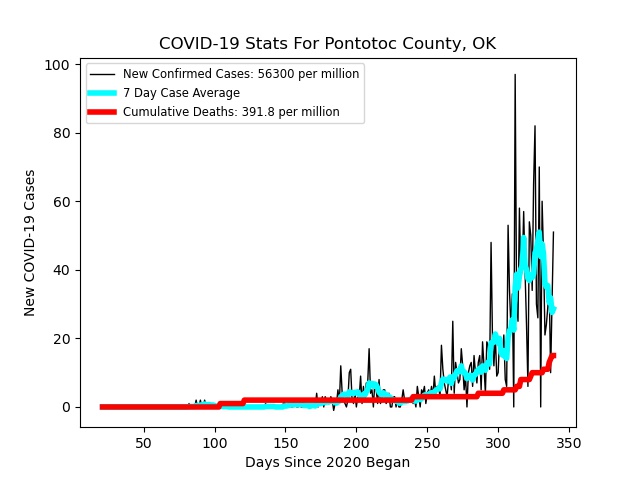 COVID-19 Stats For Pontotoc County, OK
New Confirmed Cases: 56300 per million
7 Day Case Average
Cumulative Deaths: 391.8 per million
New COVID-19 Cases
100
80
60
40
20
0
50 100 150 200 250 300 350
Days Since 2020 Began